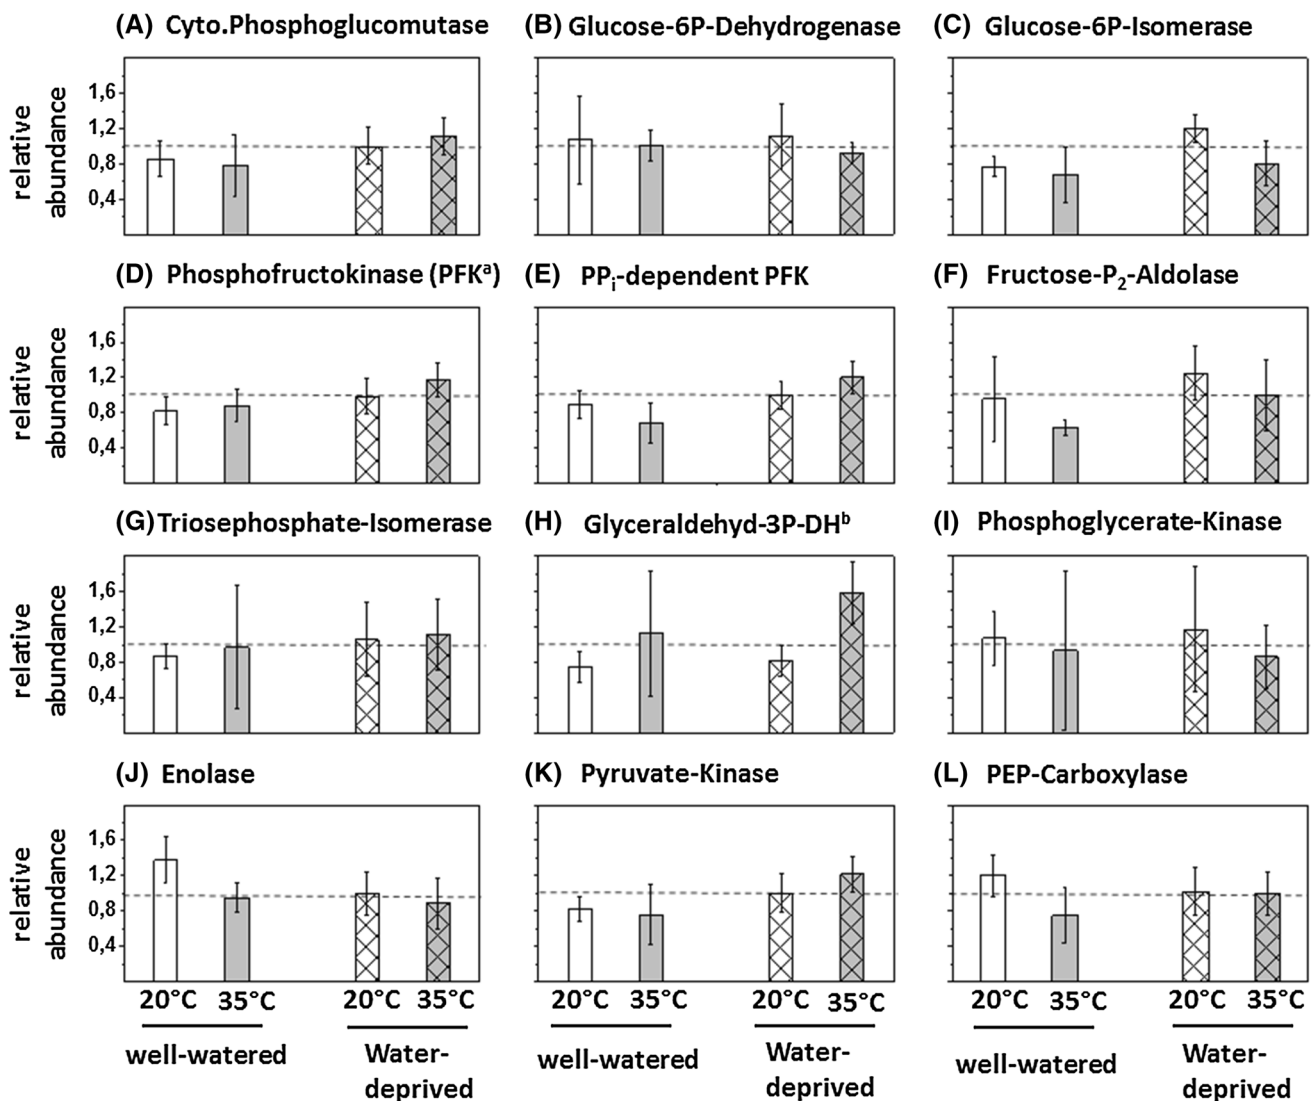 (A) Cyto.Phosphoglucomutase
(B) Glucose-6P-Dehydrogenase
(C) Glucose-6P-Isomerase
relative
abundance
1,6
1,2
0,8
0,4
(D) Phosphofructokinase (PFKᵃ)
(E) PPᵢ-dependent PFK
(F) Fructose-P₂-Aldolase
relative
abundance
1,6
1,2
0,8
0,4
(G) Triosephosphate-Isomerase
(H) Glyceraldehyd-3P-DHᵇ
(I) Phosphoglycerate-Kinase
relative
abundance
1,6
1,2
0,8
0,4
(J) Enolase
(K) Pyruvate-Kinase
(L) PEP-Carboxylase
relative
abundance
1,6
1,2
0,8
0,4
20°C 35°C 20°C 35°C
20°C 35°C 20°C 35°C
20°C 35°C 20°C 35°C
well-watered
Water-
deprived
well-watered
Water-
deprived
well-watered
Water-
deprived